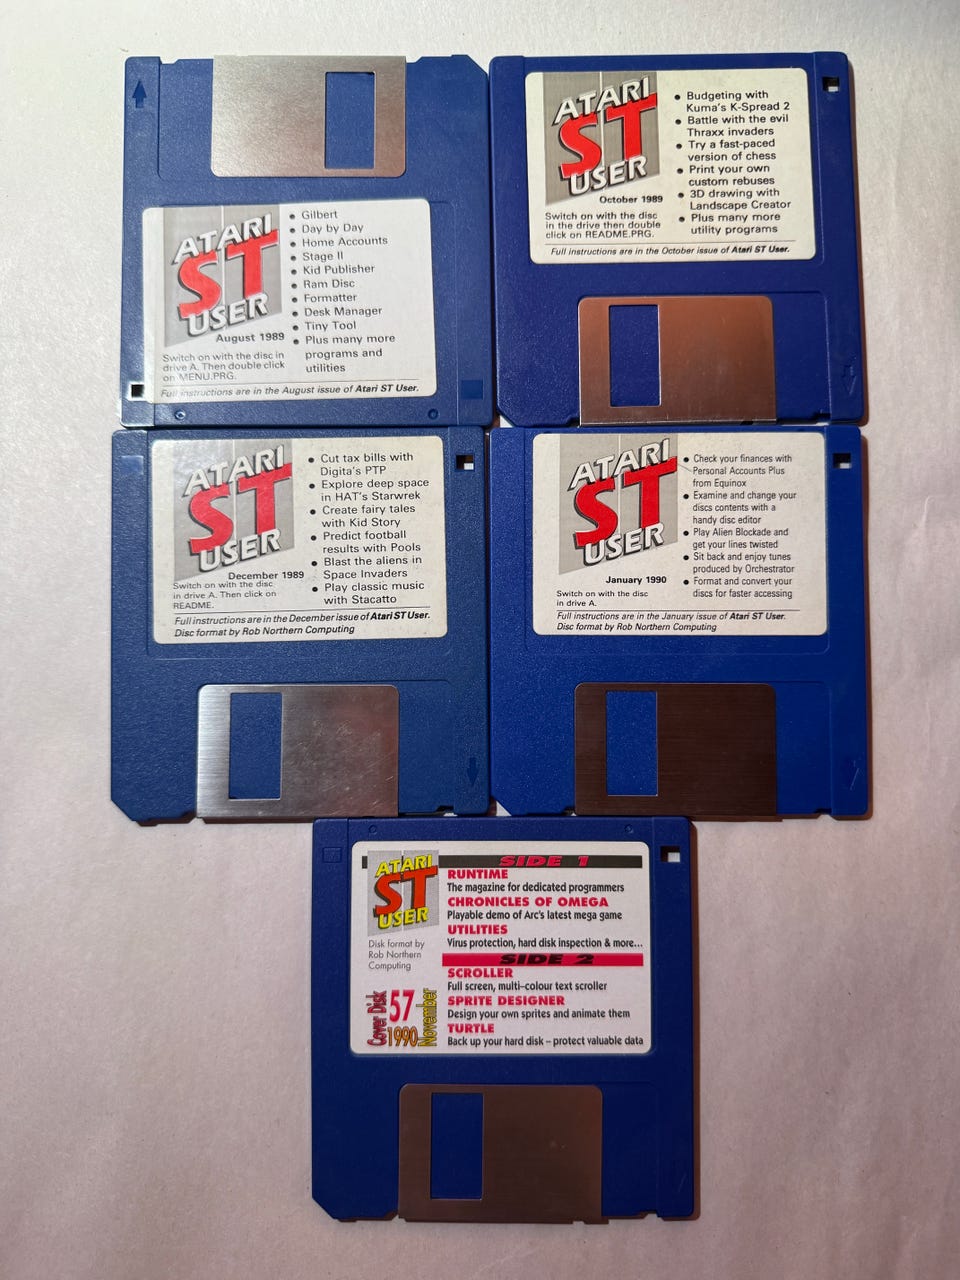 ATARI
ST
USER
August 1989
Switch on with the disc in
drive A. Then double click
on MENU.PRG.
• Gilbert
• Day by Day
• Home Accounts
• Stage II
• Kid Publisher
• Ram Disc
• Formatter
• Desk Manager
• Tiny Tool
• Plus many more
programs and
utilities
Full instructions are in the August issue of Atari ST User.
ATARI
ST
USER
October 1989
Switch on with the disc
in the drive then double
click on README.PRG.
• Budgeting with
Kuma's K-Spread 2
• Battle with the evil
Thraxx invaders
• Try a fast-paced
version of chess
• Print your own
custom rebuses
• 3D drawing with
Landscape Creator
• Plus many more
utility programs
Full instructions are in the October issue of Atari ST User.
ATARI
ST
USER
December 1989
Switch on with the disc
in drive A. Then click on
README.
• Cut tax bills with
Digita's PTP
• Explore deep space
in HAT's Starwrek
• Create fairy tales
with Kid Story
• Predict football
results with Pools
• Blast the aliens in
Space Invaders
• Play classic music
with Stacatto
Full instructions are in the December issue of Atari ST User.
Disc format by Rob Northern Computing
ATARI
ST
USER
January 1990
Switch on with the disc
in drive A.
• Check your finances with
Personal Accounts Plus
from Equinox
• Examine and change your
discs contents with a
handy disc editor
• Play Alien Blockade and
get your lines twisted
• Sit back and enjoy tunes
produced by Orchestrator
• Format and convert your
discs for faster accessing
Full instructions are in the January issue of Atari ST User.
Disc format by Rob Northern Computing
ATARI
ST
USER
Disk format by
Rob Northern
Computing
Cover Disk
57
1990
November
SIDE 1
RUNTIME
The magazine for dedicated programmers
CHRONICLES OF OMEGA
Playable demo of Arc's latest mega game
UTILITIES
Virus protection, hard disk inspection & more...
SIDE 2
SCROLLER
Full screen, multi-colour text scroller
SPRITE DESIGNER
Design your own sprites and animate them
TURTLE
Back up your hard disk – protect valuable data